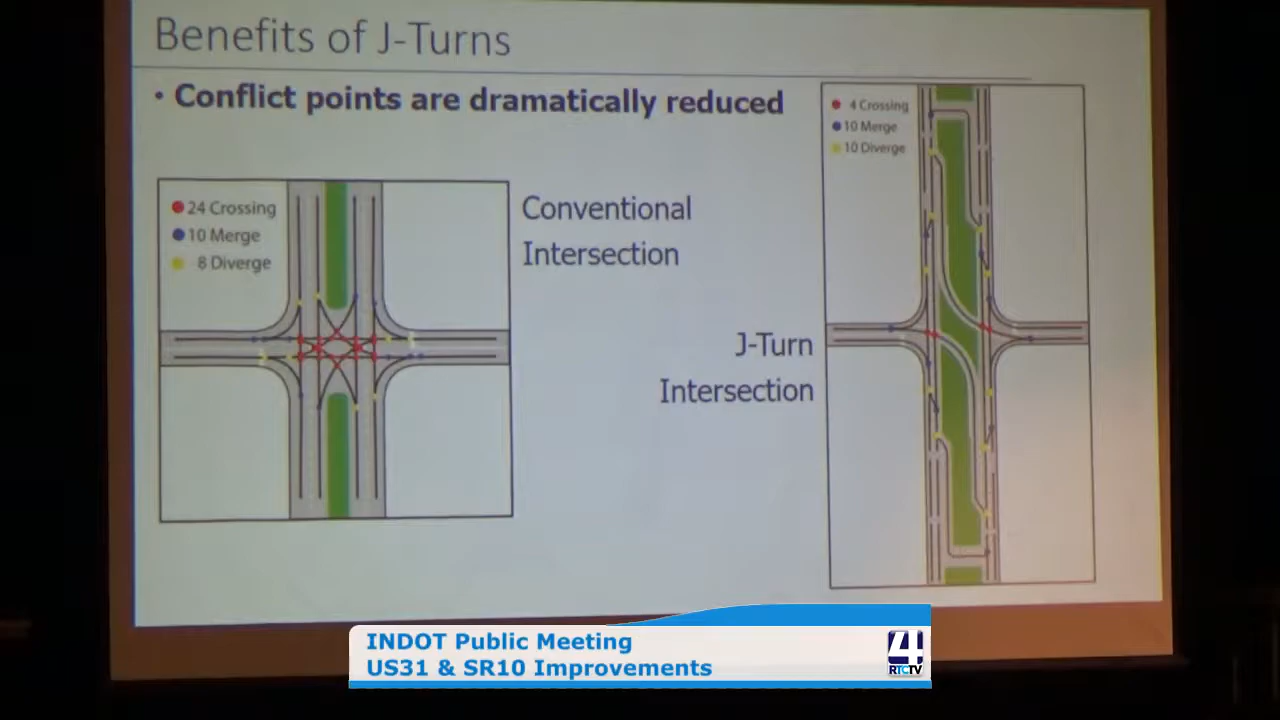 Benefits of J-Turns
• Conflict points are dramatically reduced
24 Crossing
10 Merge
8 Diverge
Conventional
Intersection
J-Turn
Intersection
4 Crossing
10 Merge
10 Diverge
INDOT Public Meeting
US31 & SR10 Improvements
4
RTCTV